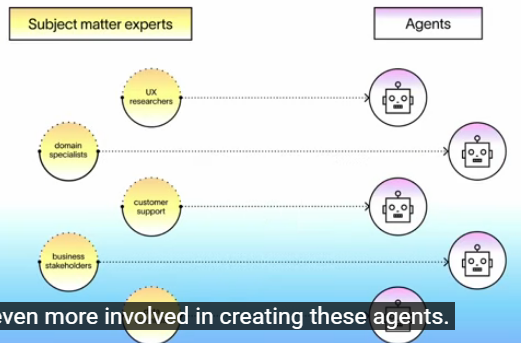 Subject matter experts
Agents
UX
researchers
domain
specialists
customer
support
business
stakeholders
even more involved in creating these agents.